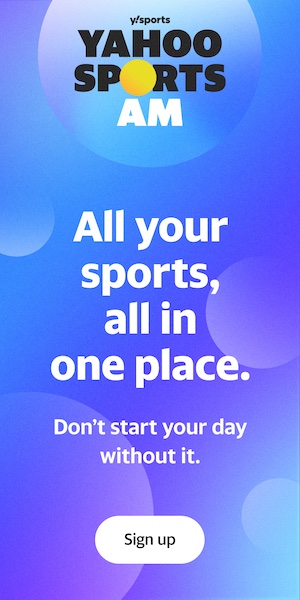 y!sports
YAHOO
SPORTS
AM
All your
sports,
all in
one place.
Don't start your day
without it.
Sign up